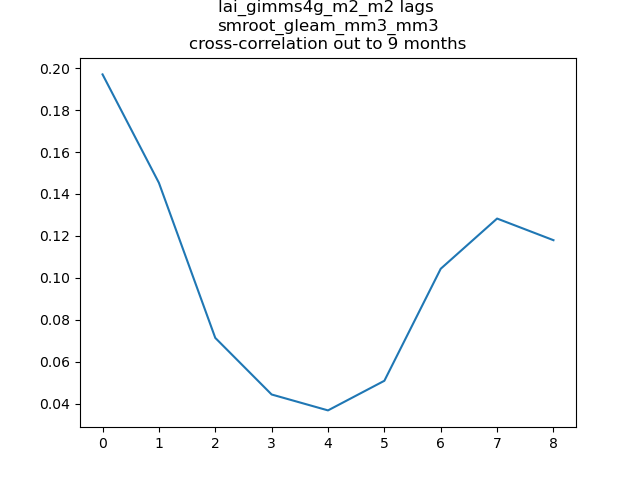 lai_gimms4g_m2_m2 lags
smroot_gleam_mm3_mm3
cross-correlation out to 9 months
0.20
0.18
0.16
0.14
0.12
0.10
0.08
0.06
0.04
0 1 2 3 4 5 6 7 8